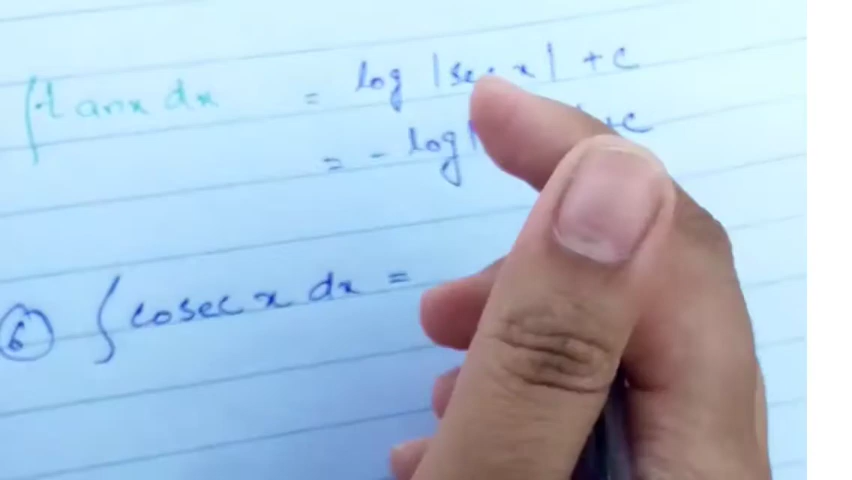 ∫tanx dx = log |sec x| + c
= - log| +c
(6) ∫ cosec x dx =